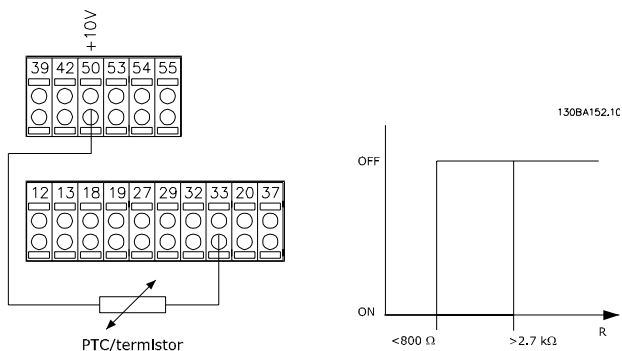 +10V
39 42 50 53 54 55
130BA152.10
OFF
12 13 18 19 27 29 32 33 20 37
ON
<800 Ω
>2.7 kΩ
R
PTC/termIstor